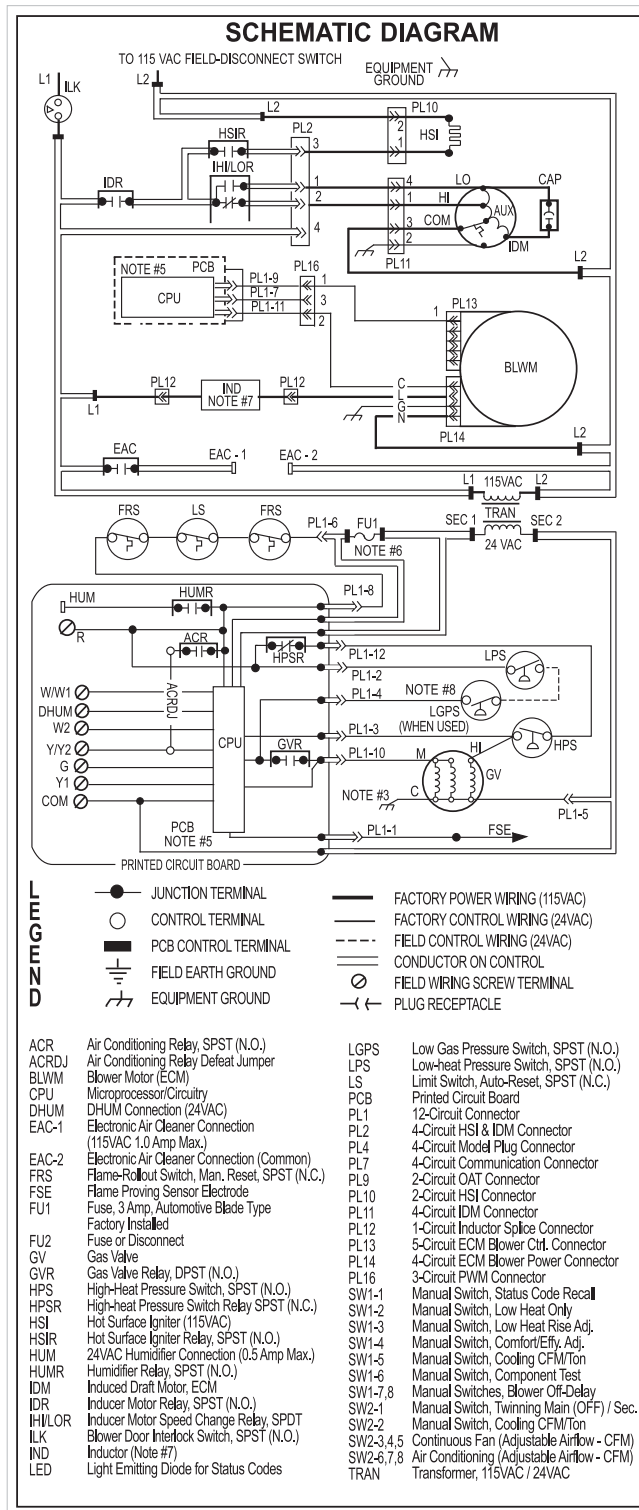 SCHEMATIC DIAGRAM
TO 115 VAC FIELD-DISCONNECT SWITCH
EQUIPMENT
GROUND
L1
ILK
L2
L2
PL10
2
1
HSI
HSIR
PL2
3
IHI/LOR
1
2
4
IDR
4
1
3
2
PL11
LO
HI
COM
AUX
CAP
IDM
L2
NOTE #5
PCB
CPU
PL1-9
PL1-7
PL1-11
PL16
1
3
2
PL13
1
BLWM
L1
PL12
IND
NOTE #7
PL12
C
L
G
N
PL14
L2
EAC
EAC - 1
EAC - 2
L1
115VAC
L2
TRAN
SEC 1
24 VAC
SEC 2
FRS
LS
FRS
PL1-6
FU1
NOTE #6
HUM
HUMR
PL1-8
R
ACR
HPSR
PL1-12
PL1-2
LPS
ACRDJ
PL1-4
NOTE #8
LGPS
(WHEN USED)
W/W1
DHUM
W2
Y/Y2
G
Y1
COM
CPU
GVR
PL1-3
PL1-10
HI
HPS
M
GV
C
NOTE #3
PL1-5
PCB
NOTE #5
PL1-1
FSE
PRINTED CIRCUIT BOARD
LEGEND
JUNCTION TERMINAL
CONTROL TERMINAL
PCB CONTROL TERMINAL
FIELD EARTH GROUND
EQUIPMENT GROUND
FACTORY POWER WIRING (115VAC)
FACTORY CONTROL WIRING (24VAC)
FIELD CONTROL WIRING (24VAC)
CONDUCTOR ON CONTROL
FIELD WIRING SCREW TERMINAL
PLUG RECEPTACLE
ACR Air Conditioning Relay, SPST (N.O.)
ACRDJ Air Conditioning Relay Defeat Jumper
BLWM Blower Motor (ECM)
CPU Microprocessor/Circuitry
DHUM DHUM Connection (24VAC)
EAC-1 Electronic Air Cleaner Connection
(115VAC 1.0 Amp Max.)
EAC-2 Electronic Air Cleaner Connection (Common)
FRS Flame-Rollout Switch, Man. Reset, SPST (N.C.)
FSE Flame Proving Sensor Electrode
FU1 Fuse, 3 Amp, Automotive Blade Type
Factory Installed
FU2 Fuse or Disconnect
GV Gas Valve
GVR Gas Valve Relay, DPST (N.O.)
HPS High-Heat Pressure Switch, SPST (N.O.)
HPSR High-heat Pressure Switch Relay SPST (N.C.)
HSI Hot Surface Igniter (115VAC)
HSIR Hot Surface Igniter Relay, SPST (N.O.)
HUM 24VAC Humidifier Connection (0.5 Amp Max.)
HUMR Humidifier Relay, SPST (N.O.)
IDM Induced Draft Motor, ECM
IDR Inducer Motor Relay, SPST (N.O.)
IHI/LOR Inducer Motor Speed Change Relay, SPDT
ILK Blower Door Interlock Switch, SPST (N.O.)
IND Inductor (Note #7)
LED Light Emitting Diode for Status Codes
LGPS Low Gas Pressure Switch, SPST (N.O.)
LPS Low-heat Pressure Switch, SPST (N.O.)
LS Limit Switch, Auto-Reset, SPST (N.C.)
PCB Printed Circuit Board
PL1 12-Circuit Connector
PL2 4-Circuit HSI & IDM Connector
PL4 4-Circuit Model Plug Connector
PL7 4-Circuit Communication Connector
PL9 2-Circuit OAT Connector
PL10 2-Circuit HSI Connector
PL11 4-Circuit IDM Connector
PL12 1-Circuit Inductor Splice Connector
PL13 5-Circuit ECM Blower Ctrl. Connector
PL14 4-Circuit ECM Blower Power Connector
PL16 3-Circuit PWM Connector
SW1-1 Manual Switch, Status Code Recall
SW1-2 Manual Switch, Low Heat Only
SW1-3 Manual Switch, Low Heat Rise Adj.
SW1-4 Manual Switch, Comfort/Effy. Adj.
SW1-5 Manual Switch, Cooling CFM/Ton
SW1-6 Manual Switch, Component Test
SW1-7,8 Manual Switches, Blower Off-Delay
SW2-1 Manual Switch, Twinning Main (OFF) / Sec.
SW2-2 Manual Switch, Cooling CFM/Ton
SW2-3,4,5 Continuous Fan (Adjustable Airflow - CFM)
SW2-6,7,8 Air Conditioning (Adjustable Airflow - CFM)
TRAN Transformer, 115VAC / 24VAC